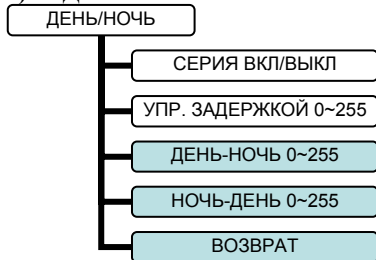 ДЕНЬ/НОЧЬ
СЕРИЯ ВКЛ/ВЫКЛ
УПР. ЗАДЕРЖКОЙ 0~255
ДЕНЬ-НОЧЬ 0~255
НОЧЬ-ДЕНЬ 0~255
ВОЗВРАТ